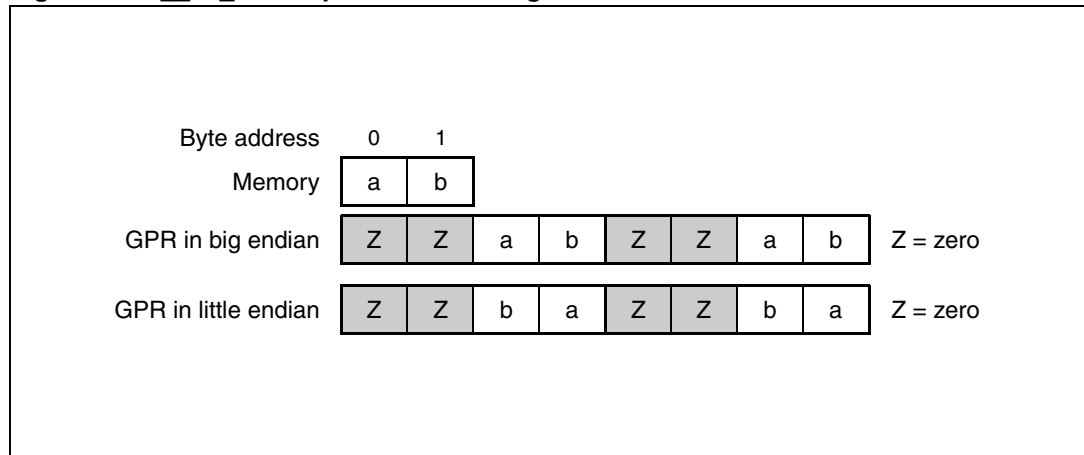 Byte address 0 1
Memory a b
GPR in big endian Z Z a b Z Z a b Z = zero
GPR in little endian Z Z b a Z Z b a Z = zero